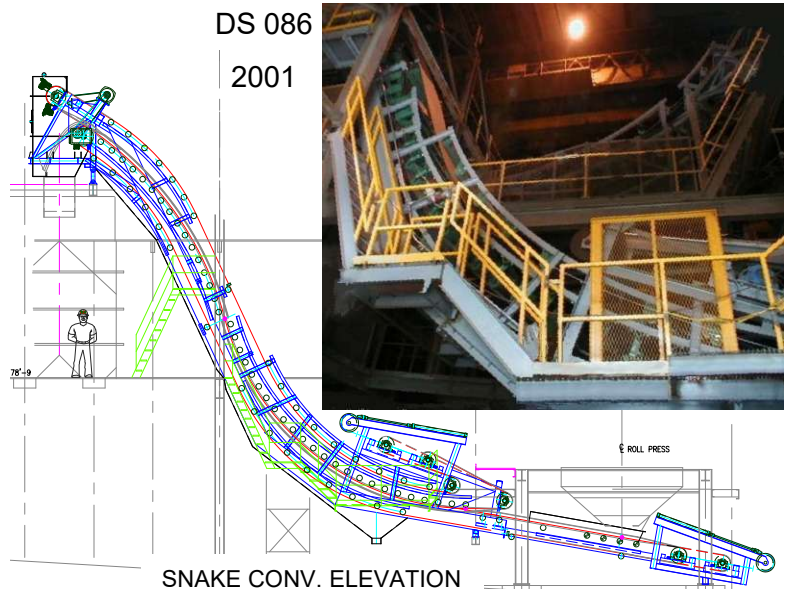 DS 086
2001
78'-9
℄ ROLL PRESS
SNAKE CONV. ELEVATION